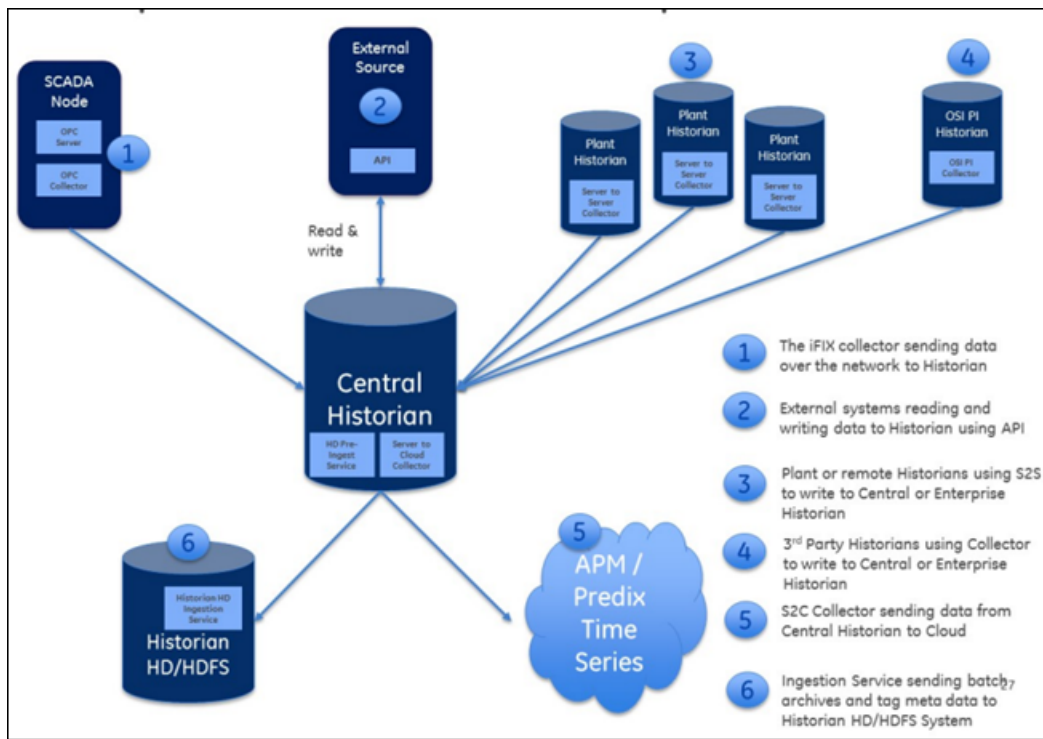 SCADA
Node
OPC
Server
OPC
Collector
1
External
Source
2
API
Read &
write
Plant
Historian
Server to
Server
Collector
3
Plant
Historian
Server to
Server
Collector
Plant
Historian
Server to
Server
Collector
4
OSI PI
Historian
OSI PI
Collector
Central
Historian
HD Pre-
Ingest
Service
Server to
Cloud
Collector
6
Historian HD
Ingestion
Service
Historian
HD/HDFS
5
APM /
Predix
Time
Series
1
The iFIX collector sending data
over the network to Historian
2
External systems reading and
writing data to Historian using API
3
Plant or remote Historians using S2S
to write to Central or Enterprise
Historian
4
3rd Party Historians using Collector
to write to Central or Enterprise
Historian
5
S2C Collector sending data from
Central Historian to Cloud
6
Ingestion Service sending batch
27
archives and tag meta data to
Historian HD/HDFS System